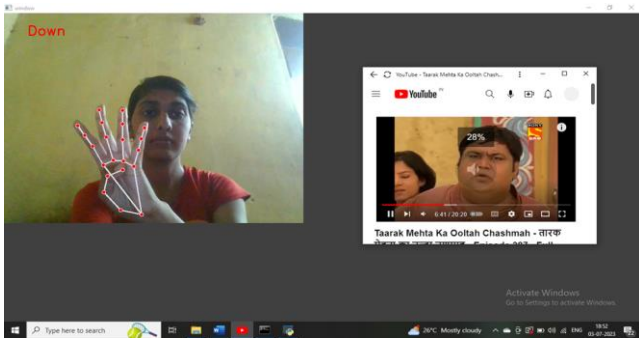 window
Down
YouTube - Taarak Mehta Ka Ooltah Chash...
YouTube
28%
6:41 / 20:20
Taarak Mehta Ka Ooltah Chashmah - तारक
Activate Windows
Go to Settings to activate Windows.
Type here to search
26°C Mostly cloudy
ENG
18:52
03-07-2023